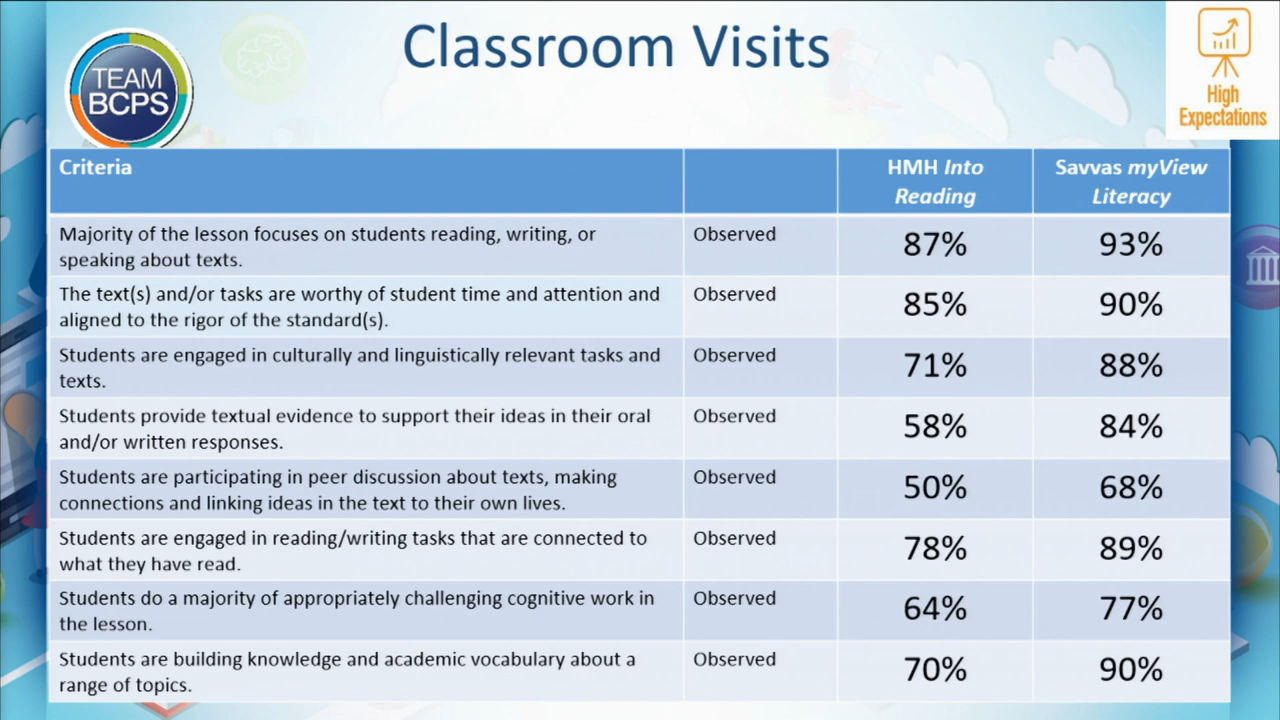 Classroom Visits
TEAM
BCPS
High
Expectations
Criteria
HMH Into
Reading
Savvas myView
Literacy
Majority of the lesson focuses on students reading, writing, or
speaking about texts.
Observed
87%
93%
The text(s) and/or tasks are worthy of student time and attention and
aligned to the rigor of the standard(s).
Observed
85%
90%
Students are engaged in culturally and linguistically relevant tasks and
texts.
Observed
71%
88%
Students provide textual evidence to support their ideas in their oral
and/or written responses.
Observed
58%
84%
Students are participating in peer discussion about texts, making
connections and linking ideas in the text to their own lives.
Observed
50%
68%
Students are engaged in reading/writing tasks that are connected to
what they have read.
Observed
78%
89%
Students do a majority of appropriately challenging cognitive work in
the lesson.
Observed
64%
77%
Students are building knowledge and academic vocabulary about a
range of topics.
Observed
70%
90%